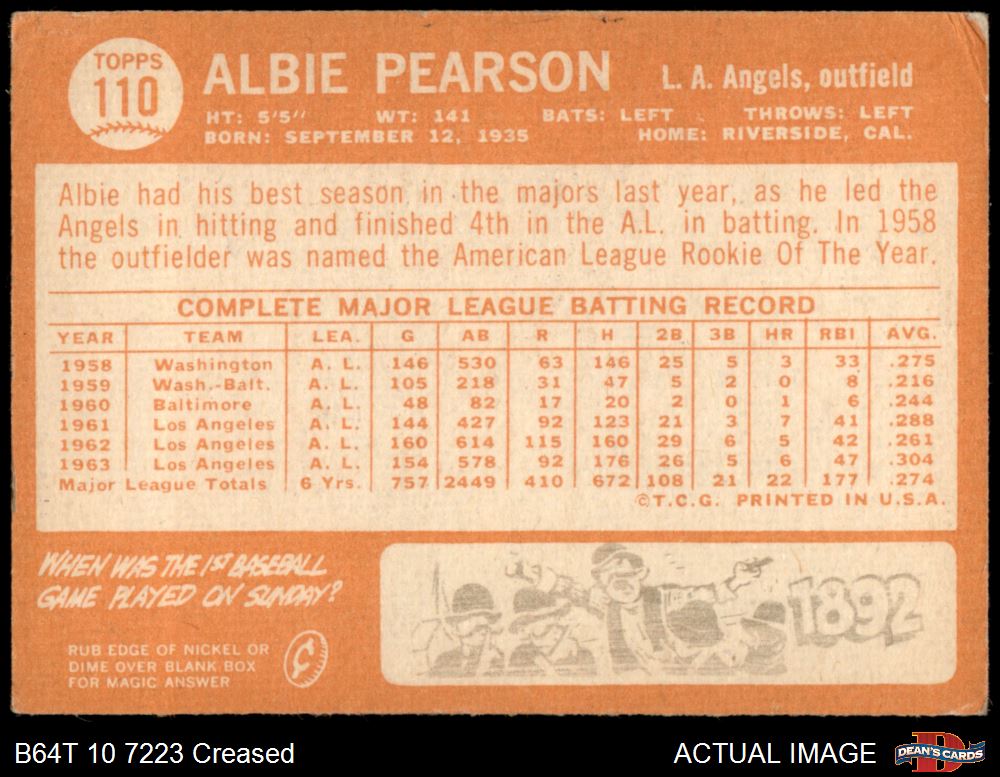 TOPPS
110
ALBIE PEARSON
L. A. Angels, outfield
HT: 5'5" WT: 141 BATS: LEFT THROWS: LEFT
BORN: SEPTEMBER 12, 1935 HOME: RIVERSIDE, CAL.
Albie had his best season in the majors last year, as he led the
Angels in hitting and finished 4th in the A.L. in batting. In 1958
the outfielder was named the American League Rookie Of The Year.
COMPLETE MAJOR LEAGUE BATTING RECORD
YEAR TEAM LEA. G AB R H 2B 3B HR RBI AVG.
1958 Washington A. L. 146 530 63 146 25 5 3 33 .275
1959 Wash.-Balt. A. L. 105 218 31 47 5 2 0 8 .216
1960 Baltimore A. L. 48 82 17 20 2 0 1 6 .244
1961 Los Angeles A. L. 144 427 92 123 21 3 7 41 .288
1962 Los Angeles A. L. 160 614 115 160 29 6 5 42 .261
1963 Los Angeles A. L. 154 578 92 176 26 5 6 47 .304
Major League Totals 6 Yrs. 757 2449 410 672 108 21 22 177 .274
©T.C.G. PRINTED IN U.S.A.
WHEN WAS THE 1ST BASEBALL
GAME PLAYED ON SUNDAY?
RUB EDGE OF NICKEL OR
DIME OVER BLANK BOX
FOR MAGIC ANSWER
1892
B64T 10 7223 Creased
ACTUAL IMAGE
DEAN'S CARDS